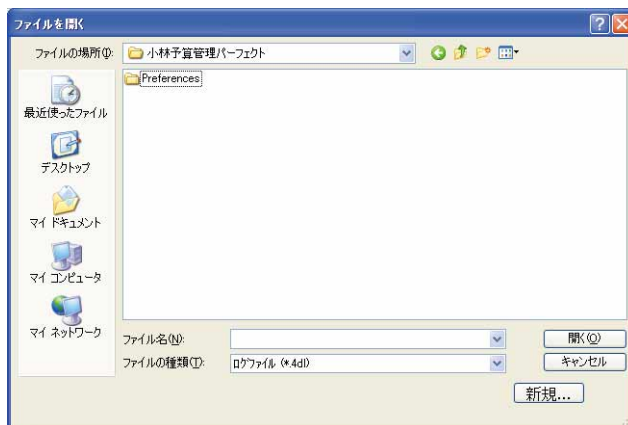 ファイルを開く
ファイルの場所(I):
小林予算管理パーフェクト
Preferences
最近使ったファイル
デスクトップ
マイ ドキュメント
マイ コンピュータ
マイ ネットワーク
ファイル名(N):
開く(O)
ファイルの種類(T):
ログファイル (*.4dl)
キャンセル
新規...